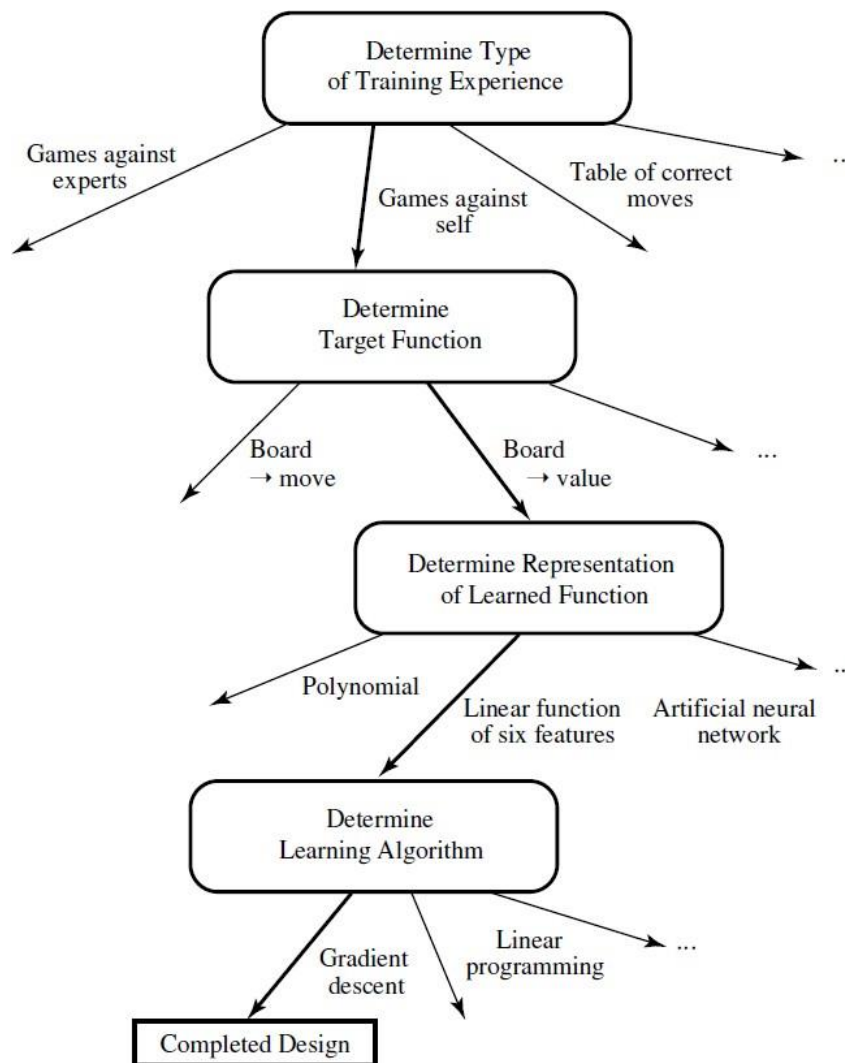 Determine Type
of Training Experience
Games against
experts
Games against
self
Table of correct
moves
..
Determine
Target Function
Board
→ move
Board
→ value
...
Determine Representation
of Learned Function
Polynomial
Linear function
of six features
Artificial neural
network
..
Determine
Learning Algorithm
Gradient
descent
Linear
programming
...
Completed Design